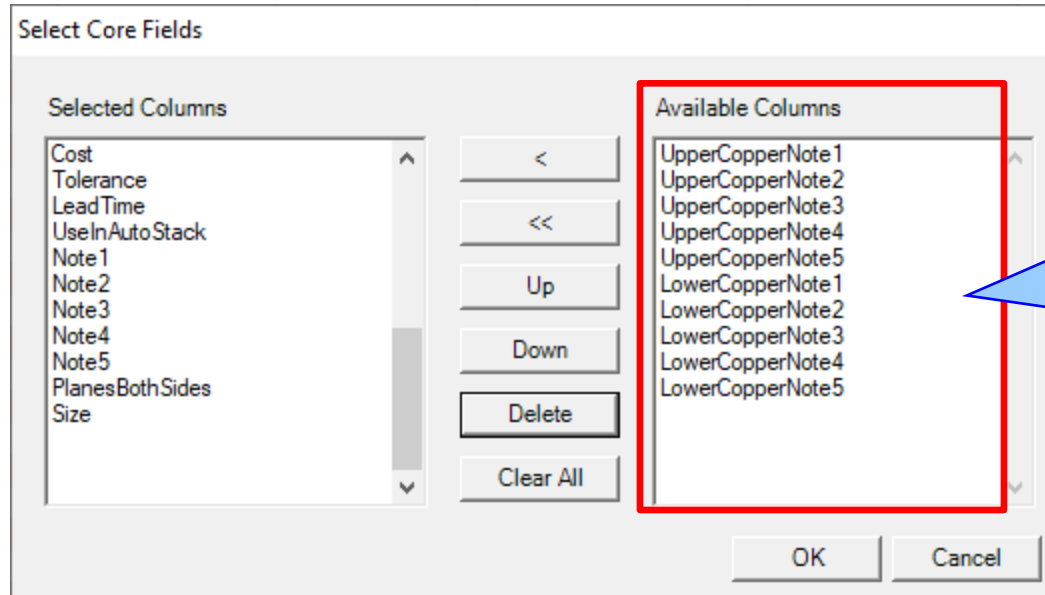 Select Core Fields
Selected Columns
Cost
Tolerance
LeadTime
UseInAutoStack
Note1
Note2
Note3
Note4
Note5
PlanesBothSides
Size
<
<<
Up
Down
Delete
Clear All
Available Columns
UpperCopperNote1
UpperCopperNote2
UpperCopperNote3
UpperCopperNote4
UpperCopperNote5
LowerCopperNote1
LowerCopperNote2
LowerCopperNote3
LowerCopperNote4
LowerCopperNote5
OK
Cancel